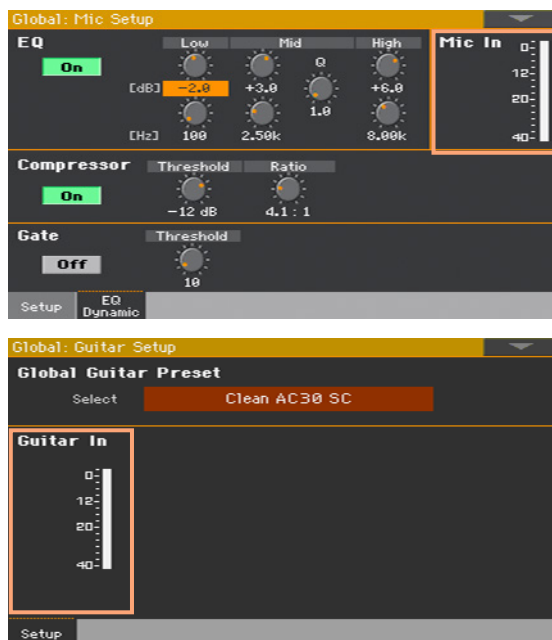 Global: Mic Setup
EQ
On
Low Mid High
Q
[dB] -2.0 +3.0 +6.0
1.0
[Hz] 100 2.50k 8.00k
Mic In
0
12
20
40
Compressor
On
Threshold Ratio
-12 dB 4.1 : 1
Gate
Off
Threshold
10
Setup EQ
Dynamic
Global: Guitar Setup
Global Guitar Preset
Select Clean AC30 SC
Guitar In
0
12
20
40
Setup